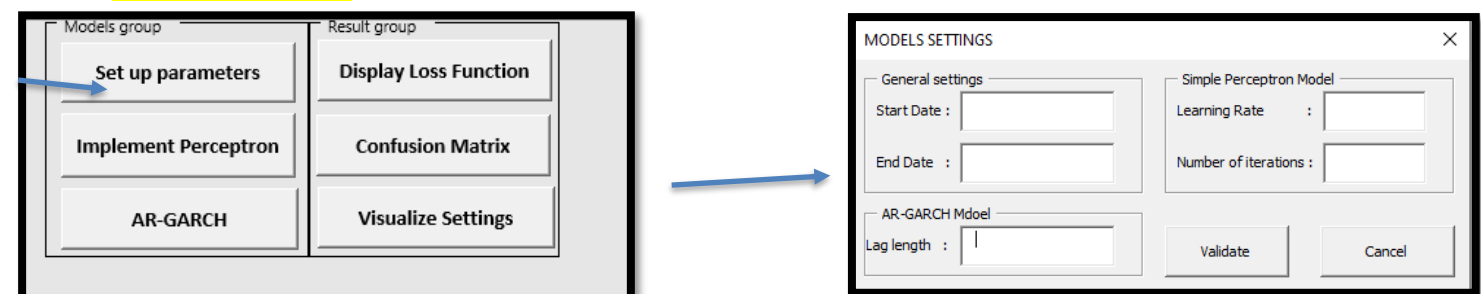 Models group
Result group
Set up parameters
Display Loss Function
Implement Perceptron
Confusion Matrix
AR-GARCH
Visualize Settings
MODELS SETTINGS
General settings
Start Date :
End Date :
Simple Perceptron Model
Learning Rate :
Number of iterations :
AR-GARCH Mdoel
Lag length :
Validate
Cancel